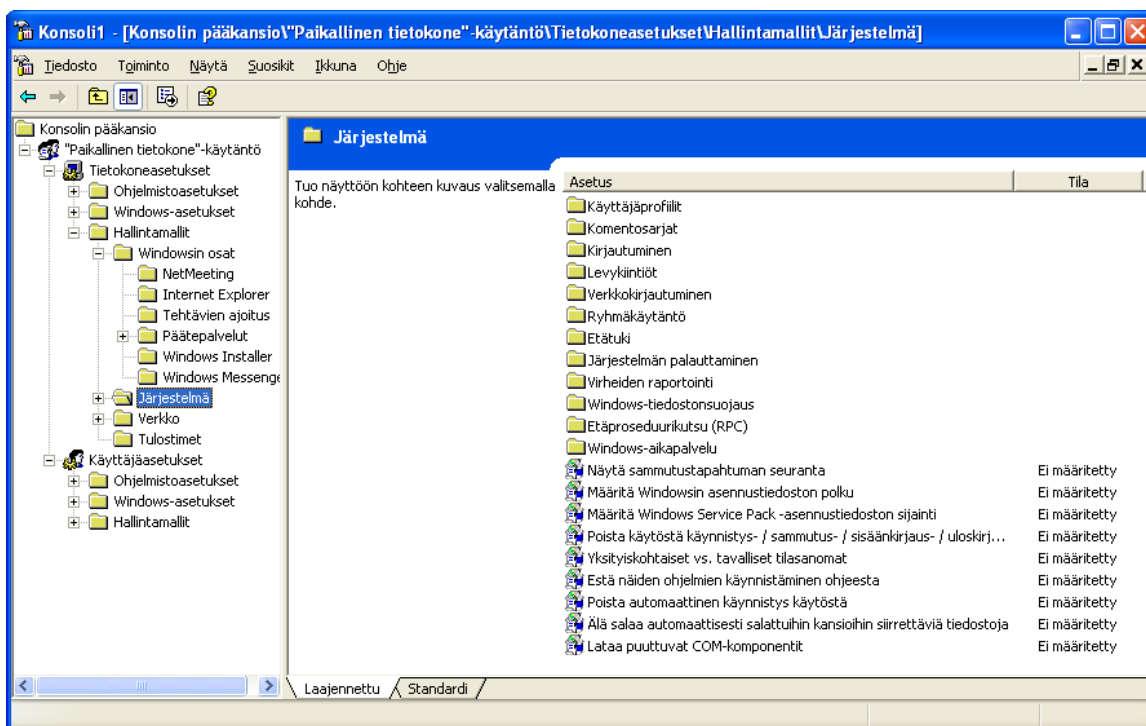 Konsoli1 - [Konsolin pääkansio\"Paikallinen tietokone"-käytäntö\Tietokoneasetukset\Hallintamallit\Järjestelmä]
Tiedosto Toiminto Näytä Suosikit Ikkuna Ohje
Konsolin pääkansio
"Paikallinen tietokone"-käytäntö
Tietokoneasetukset
Ohjelmistoasetukset
Windows-asetukset
Hallintamallit
Windowsin osat
NetMeeting
Internet Explorer
Tehtävien ajoitus
Päätepalvelut
Windows Installer
Windows Messenge
Järjestelmä
Verkko
Tulostimet
Käyttäjäasetukset
Ohjelmistoasetukset
Windows-asetukset
Hallintamallit
Järjestelmä
Tuo näyttöön kohteen kuvaus valitsemalla
kohde.
Asetus Tila
Käyttäjäprofiilit
Komentosarjat
Kirjautuminen
Levykiintiöt
Verkkokirjautuminen
Ryhmäkäytäntö
Etätuki
Järjestelmän palauttaminen
Virheiden raportointi
Windows-tiedostonsuojaus
Etäproseduurikutsu (RPC)
Windows-aikapalvelu
Näytä sammutustapahtuman seuranta Ei määritetty
Määritä Windowsin asennustiedoston polku Ei määritetty
Määritä Windows Service Pack -asennustiedoston sijainti Ei määritetty
Poista käytöstä käynnistys- / sammutus- / sisäänkirjaus- / uloskirj... Ei määritetty
Yksityiskohtaiset vs. tavalliset tilasanomat Ei määritetty
Estä näiden ohjelmien käynnistäminen ohjeesta Ei määritetty
Poista automaattinen käynnistys käytöstä Ei määritetty
Älä salaa automaattisesti salattuihin kansioihin siirrettäviä tiedostoja Ei määritetty
Lataa puuttuvat COM-komponentit Ei määritetty
Laajennettu Standardi